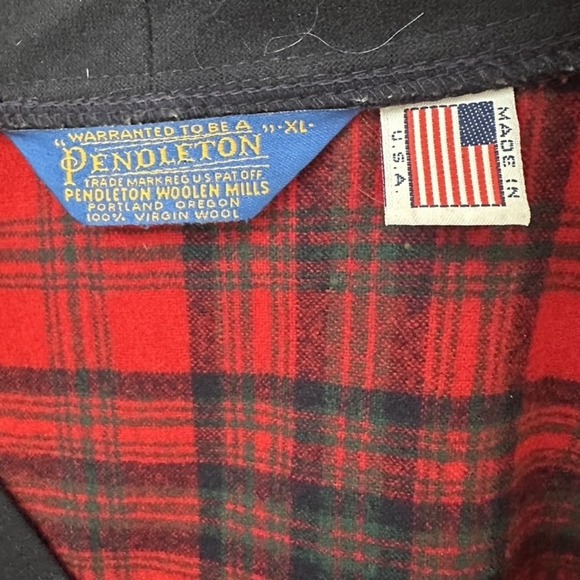 "WARRANTED TO BE A "
-XL-
PENDLETON
TRADE MARK REG U S PAT OFF.
PENDLETON WOOLEN MILLS
PORTLAND OREGON
100% VIRGIN WOOL
MADE IN
U.S.A